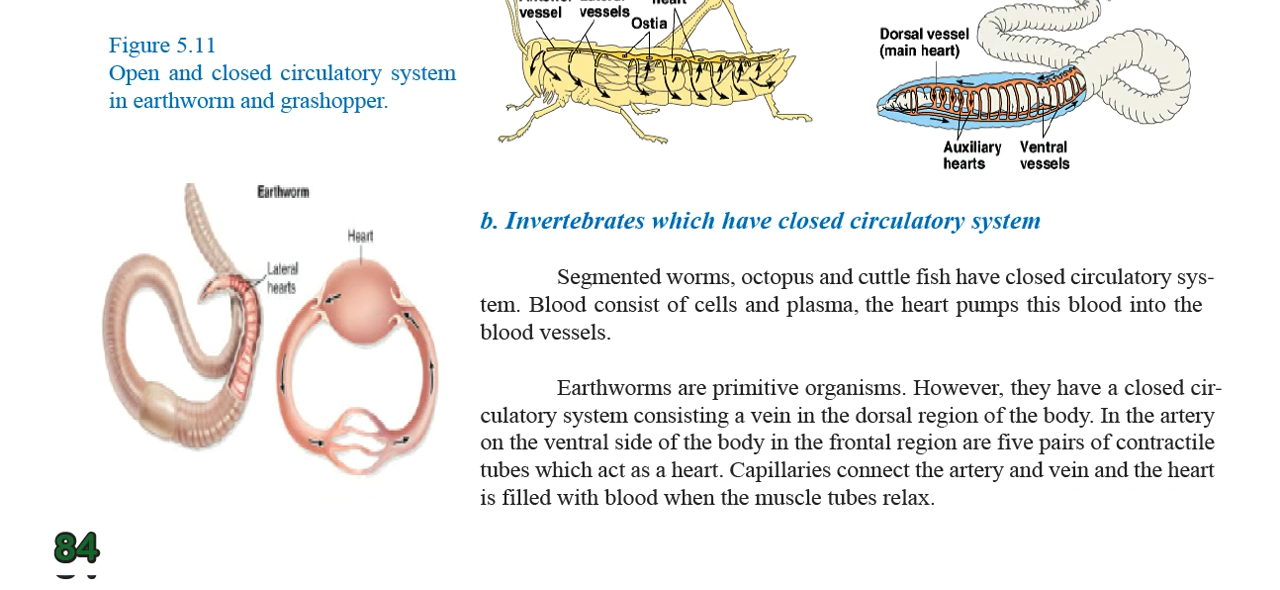 vessel vessels
Ostia
Dorsal vessel
(main heart)
Auxiliary
hearts
Ventral
vessels
Figure 5.11
Open and closed circulatory system
in earthworm and grashopper.
Earthworm
Heart
Lateral
hearts
b. Invertebrates which have closed circulatory system
Segmented worms, octopus and cuttle fish have closed circulatory sys-
tem. Blood consist of cells and plasma, the heart pumps this blood into the
blood vessels.
Earthworms are primitive organisms. However, they have a closed cir-
culatory system consisting a vein in the dorsal region of the body. In the artery
on the ventral side of the body in the frontal region are five pairs of contractile
tubes which act as a heart. Capillaries connect the artery and vein and the heart
is filled with blood when the muscle tubes relax.
84